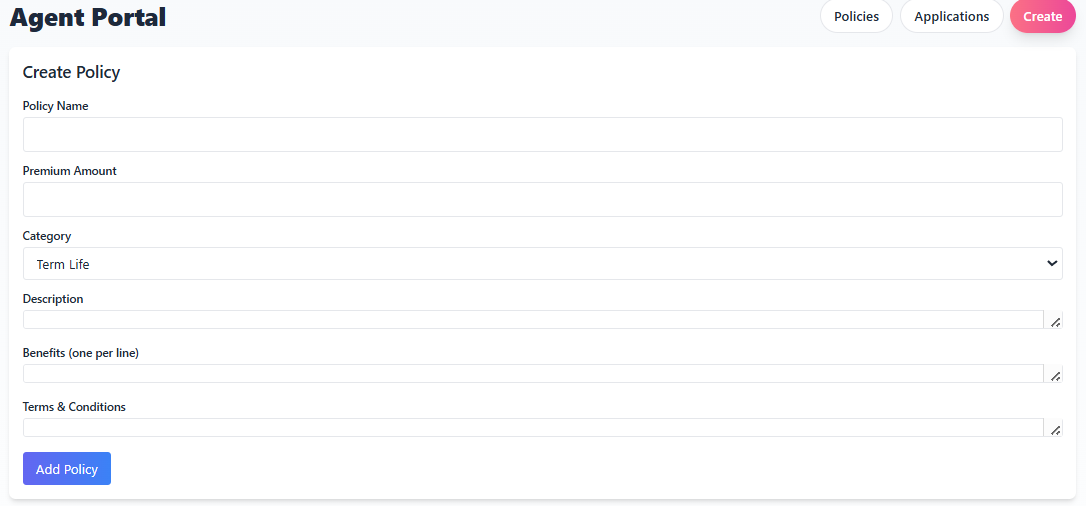 Agent Portal
Policies
Applications
Create
Create Policy
Policy Name
Premium Amount
Category
Term Life
Description
Benefits (one per line)
Terms & Conditions
Add Policy